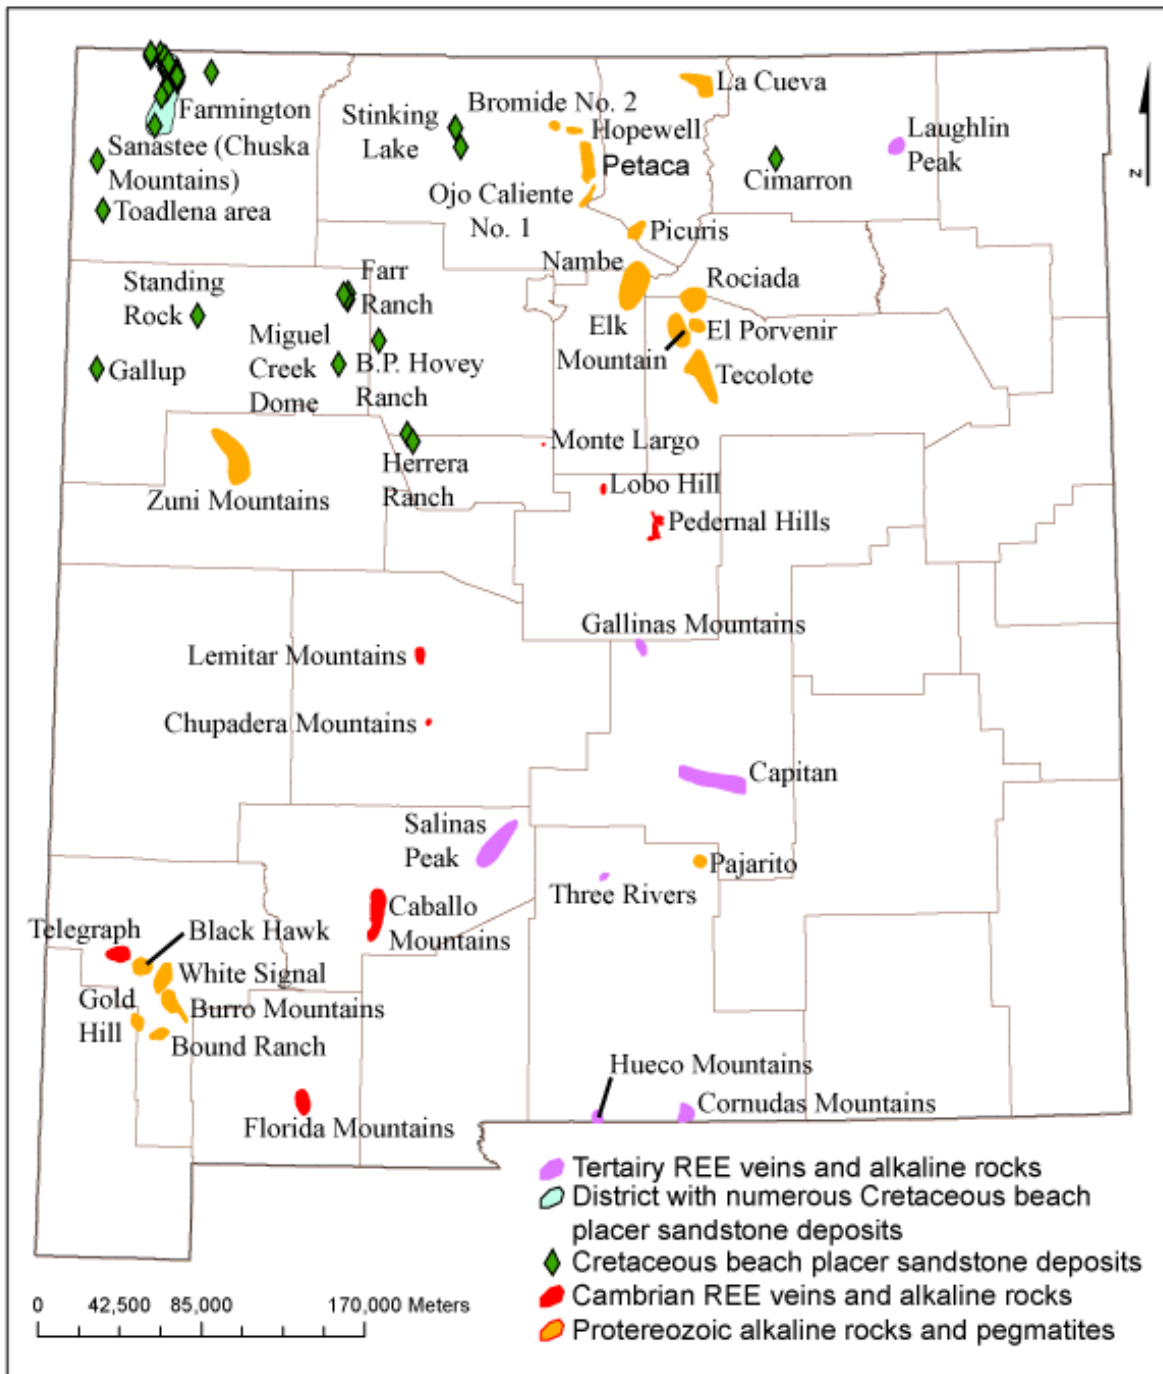 La Cueva
Bromide No. 2
Stinking
Lake
Farmington
Hopewell
Laughlin
Peak
Sanastee (Chuska
Mountains)
Petaca
Cimarron
Ojo Caliente
No. 1
Toadlena area
Picuris
z
Nambe
Farr
Ranch
Standing
Rock
Rociada
Elk
Mountain
El Porvenir
Miguel
Creek
Dome
B.P. Hovey
Ranch
Gallup
Tecolote
Monte Largo
Herrera
Ranch
Zuni Mountains
Lobo Hill
Pedernal Hills
Gallinas Mountains
Lemitar Mountains
Chupadera Mountains
Capitan
Salinas
Peak
Pajarito
Three Rivers
Caballo
Mountains
Telegraph
Black Hawk
White Signal
Gold
Hill
Burro Mountains
Bound Ranch
Hueco Mountains
Cornudas Mountains
Florida Mountains
Tertairy REE veins and alkaline rocks
District with numerous Cretaceous beach
placer sandstone deposits
Cretaceous beach placer sandstone deposits
Cambrian REE veins and alkaline rocks
Protereozoic alkaline rocks and pegmatites
0 42,500 85,000 170,000 Meters